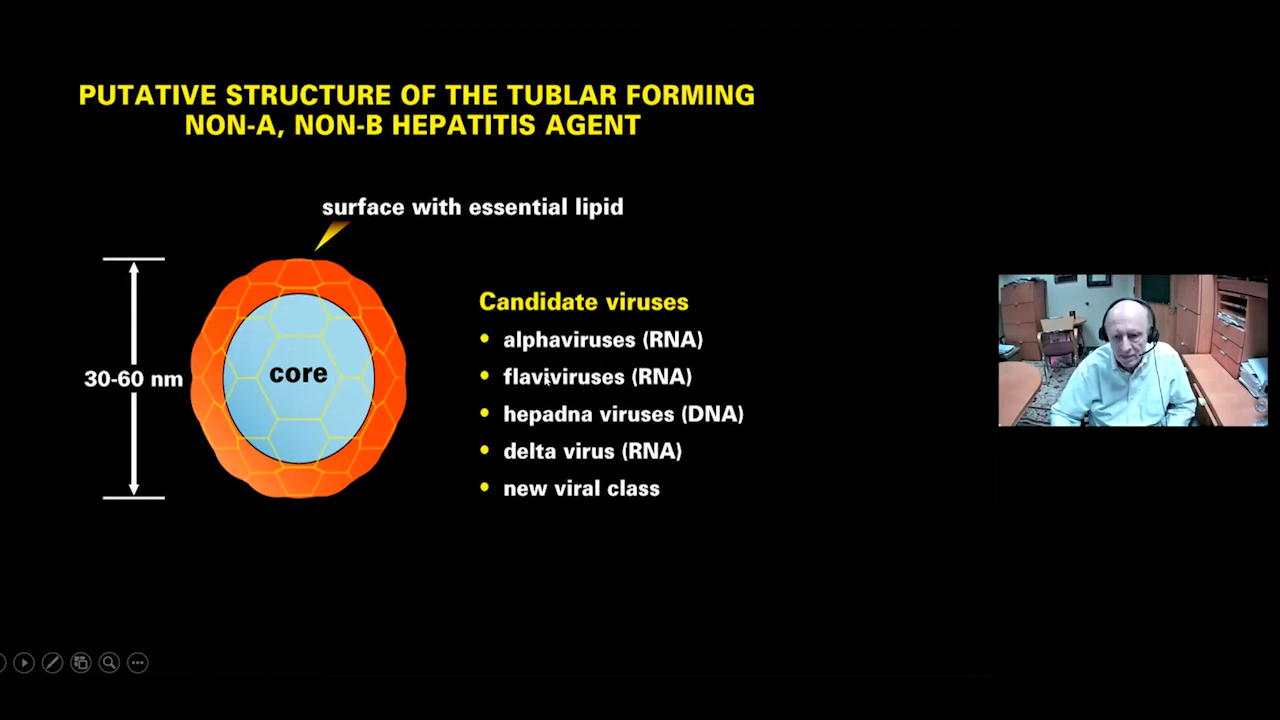 PUTATIVE STRUCTURE OF THE TUBLAR FORMING
NON-A, NON-B HEPATITIS AGENT
surface with essential lipid
Candidate viruses
• alphaviruses (RNA)
• flaviviruses (RNA)
• hepadna viruses (DNA)
• delta virus (RNA)
• new viral class
core
30-60 nm